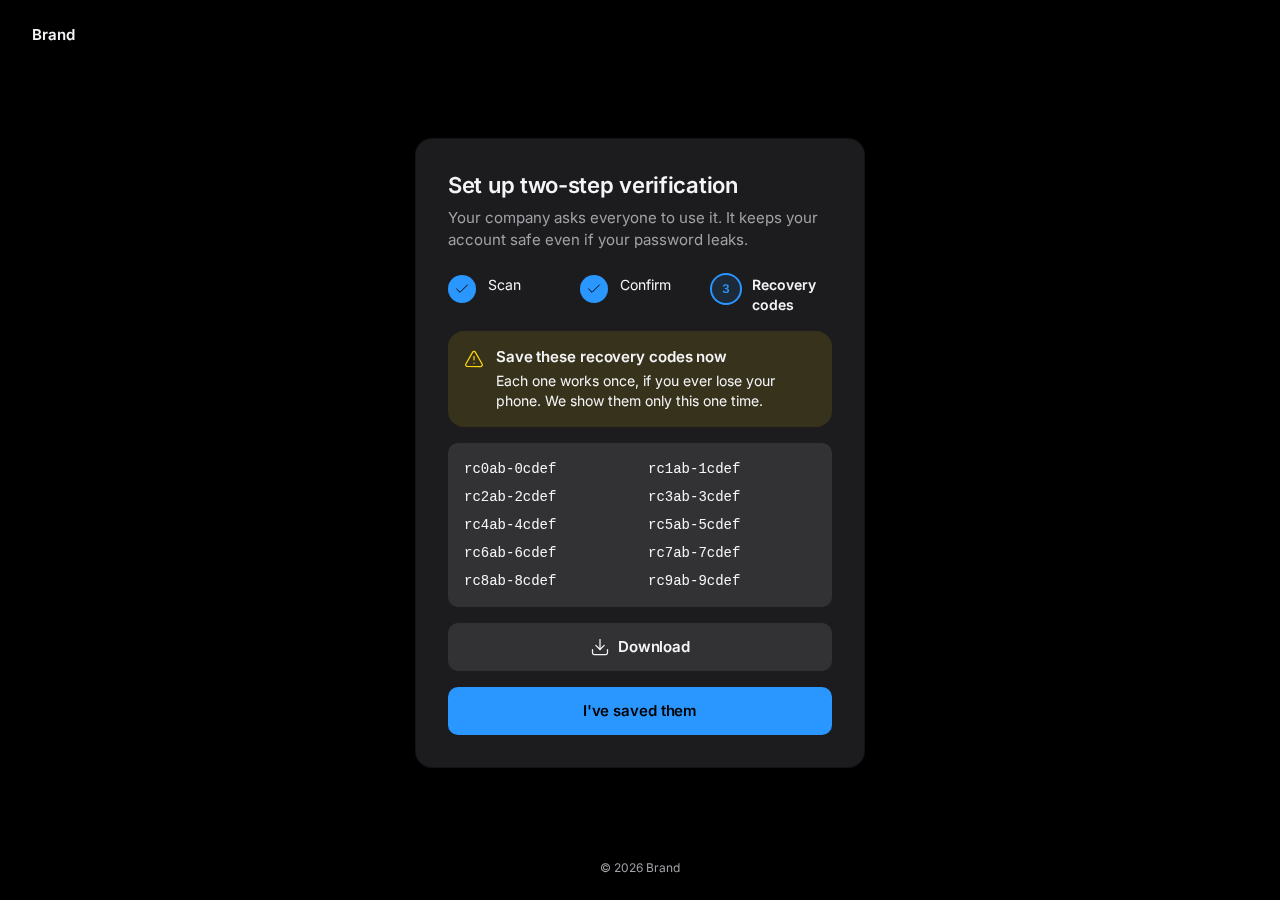 Brand
Set up two-step verification
Your company asks everyone to use it. It keeps your
account safe even if your password leaks.
Scan
Confirm
3
Recovery
codes
Save these recovery codes now
Each one works once, if you ever lose your
phone. We show them only this one time.
rc0ab-0cdef rc1ab-1cdef
rc2ab-2cdef rc3ab-3cdef
rc4ab-4cdef rc5ab-5cdef
rc6ab-6cdef rc7ab-7cdef
rc8ab-8cdef rc9ab-9cdef
Download
I've saved them
© 2026 Brand